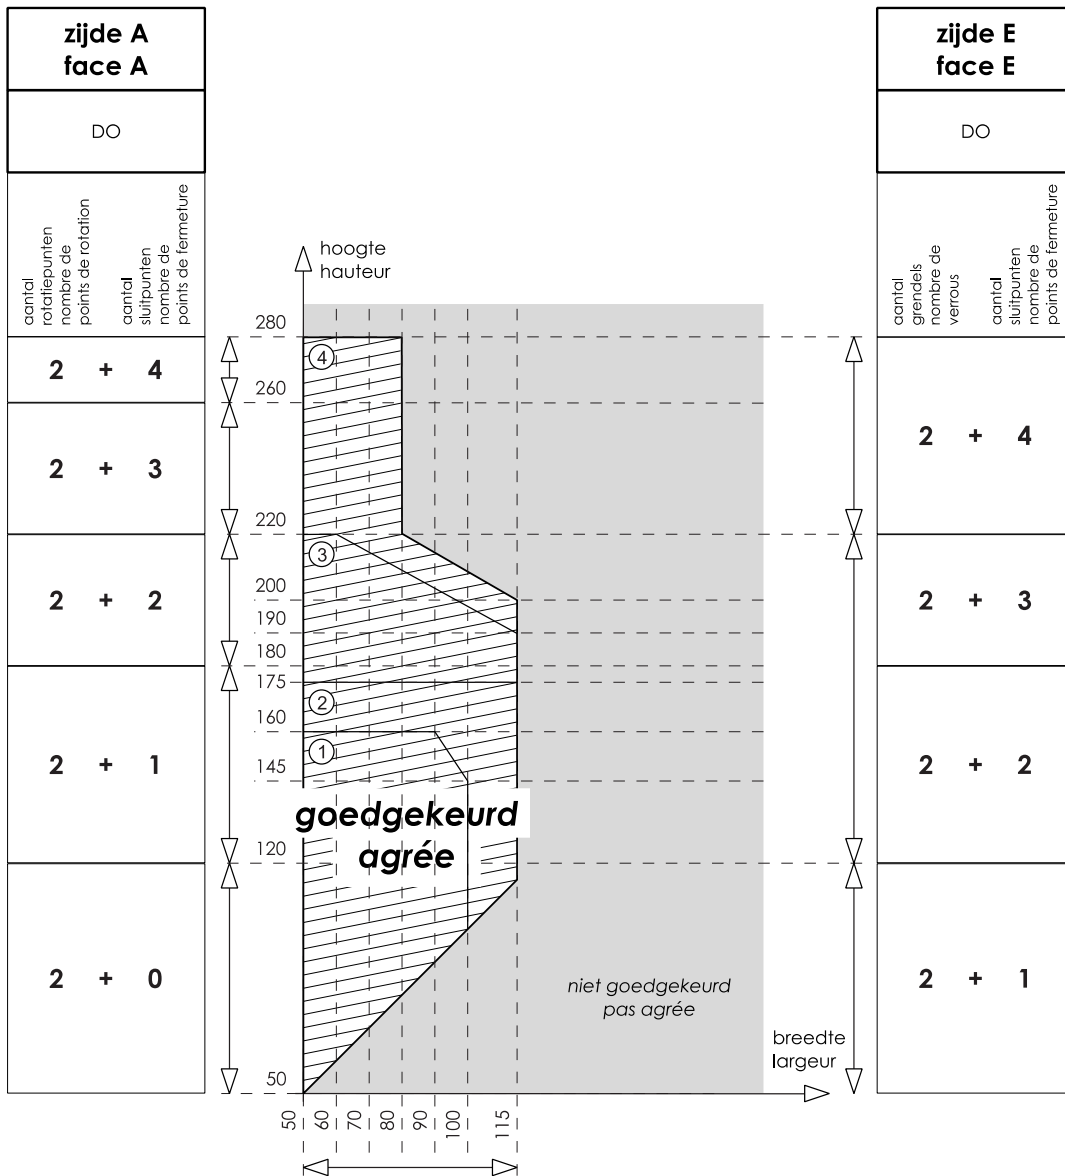 zijde A
face A
DO
aantal
rotatiepunten
nombre de
points de rotation
aantal
sluitpunten
nombre de
points de fermeture
2 + 4
2 + 3
2 + 2
2 + 1
2 + 0
hoogte
hauteur
280
260
220
200
190
180
175
160
145
120
50
4
3
2
1
goedgekeurd
agrée
niet goedgekeurd
pas agrée
breedte
largeur
50
60
70
80
90
100
115
zijde E
face E
DO
aantal
grendels
nombre de
verrous
aantal
sluitpunten
nombre de
points de fermeture
2 + 4
2 + 3
2 + 2
2 + 1